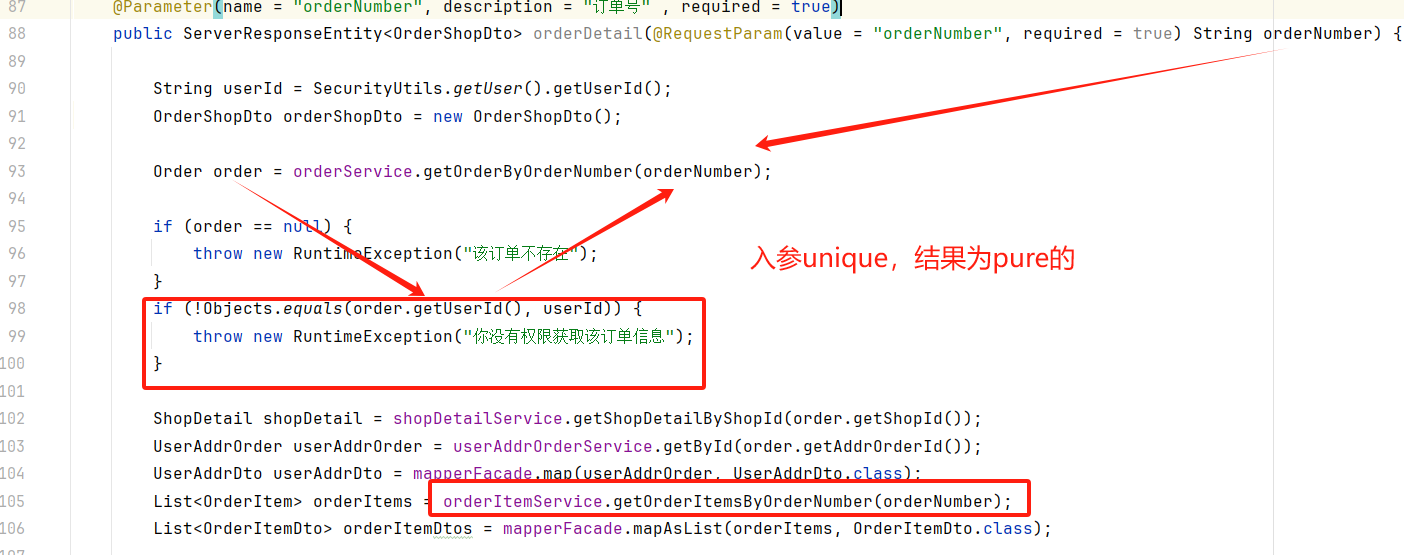 87 @Parameter(name = "orderNumber", description = "订单号" , required = true)
88 public ServerResponseEntity<OrderShopDto> orderDetail(@RequestParam(value = "orderNumber", required = true) String orderNumber) {
89
90 String userId = SecurityUtils.getUser().getUserId();
91 OrderShopDto orderShopDto = new OrderShopDto();
92
93 Order order = orderService.getOrderByOrderNumber(orderNumber);
94
95 if (order == null) {
96 throw new RuntimeException("该订单不存在");
入参unique，结果为pure的
97 }
98 if (!Objects.equals(order.getUserId(), userId)) {
99 throw new RuntimeException("你没有权限获取该订单信息");
100 }
101
102 ShopDetail shopDetail = shopDetailService.getShopDetailByShopId(order.getShopId());
103 UserAddrOrder userAddrOrder = userAddrOrderService.getById(order.getAddrOrderId());
104 UserAddrDto userAddrDto = mapperFacade.map(userAddrOrder, UserAddrDto.class);
105 List<OrderItem> orderItems = orderItemService.getOrderItemsByOrderNumber(orderNumber);
106 List<OrderItemDto> orderItemDtos = mapperFacade.mapAsList(orderItems, OrderItemDto.class);